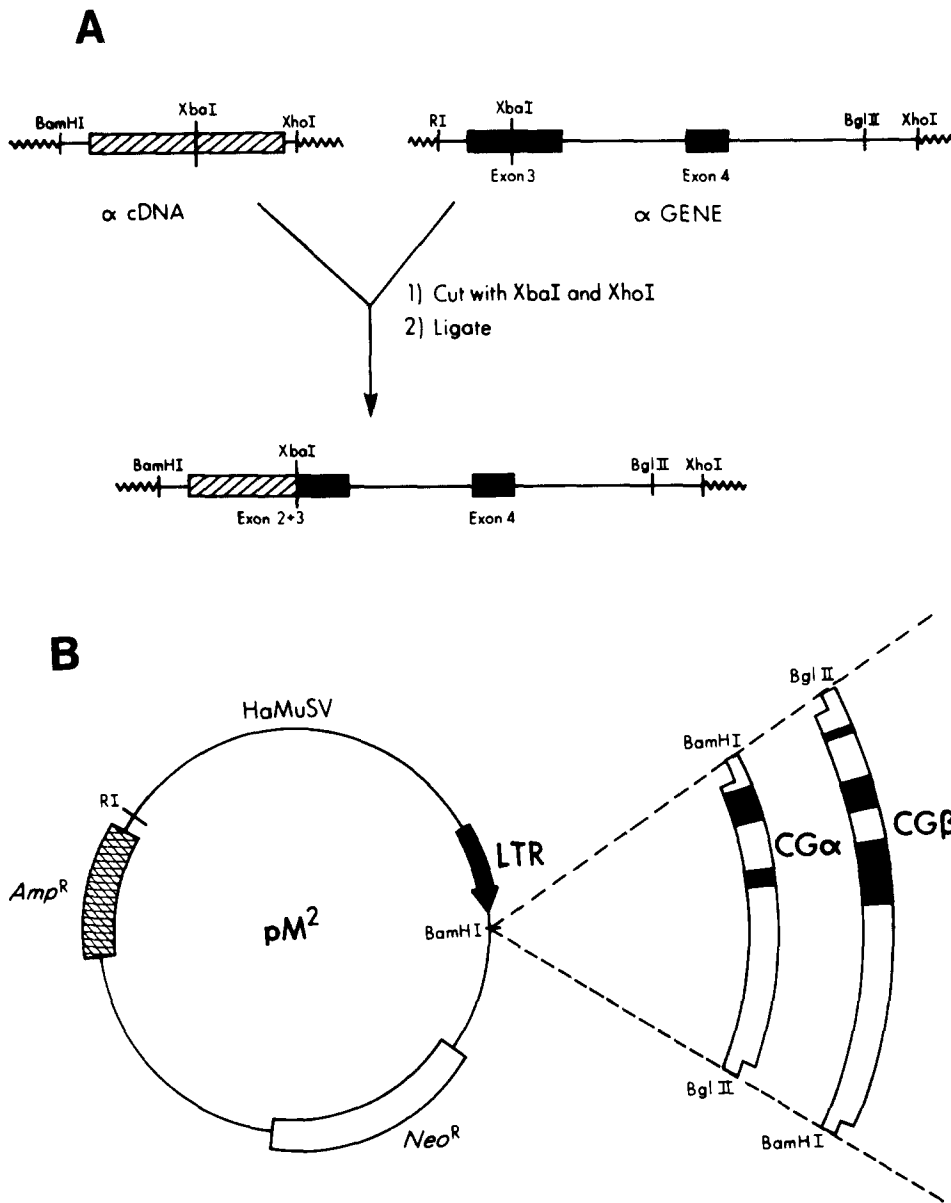 A
BamHI XbaI XhoI
RI XbaI BglII XhoI
Exon 3 Exon 4
α cDNA
α GENE
1) Cut with XbaI and XhoI
2) Ligate
BamHI XbaI BglII XhoI
Exon 2+3 Exon 4
B
HaMuSV
RI
AmpR
LTR
pM2
BamHI
NeoR
BglII
BamHI
CGα
CGβ
BglII
BamHI